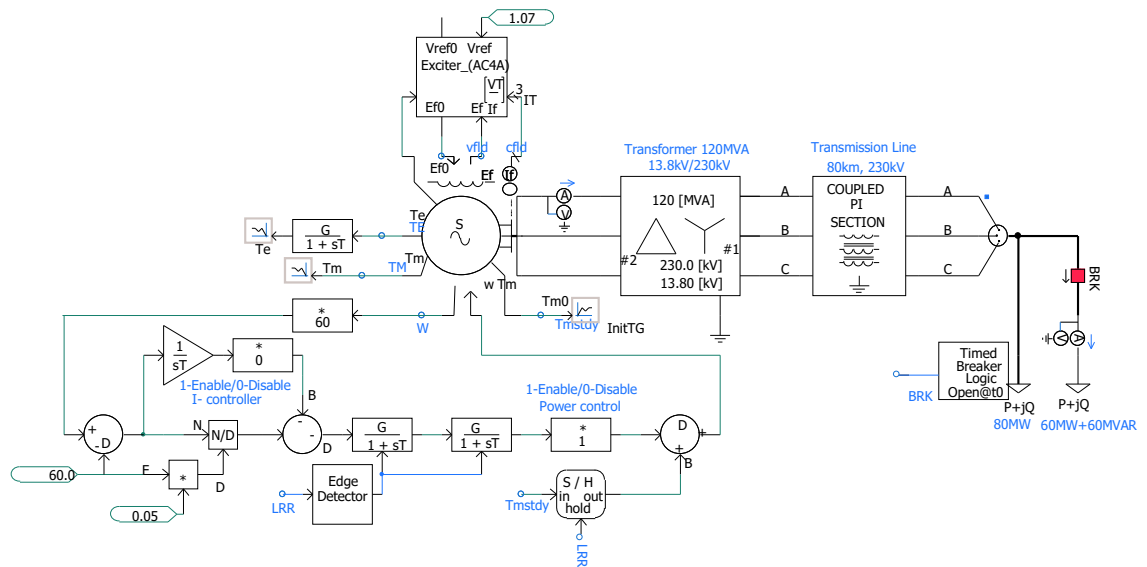 1.07
Vref0 Vref
Exciter_(AC4A)
VT
3
IT
Ef0 Ef If
vfld cfld
Ef0 Ef If
Transformer 120MVA
13.8kV/230kV
Transmission Line
80km, 230kV
A
V
120 [MVA]
#2 #1
230.0 [kV]
13.80 [kV]
A
B
C
COUPLED
PI
SECTION
A
B
C
BRK
V A
S
Te
TE
G
1 + sT
Te
Tm
TM
Tm
w Tm
Tm0
Tmstdy
InitTG
*
60
W
1
sT
*
0
1-Enable/0-Disable
I- controller
B
1-Enable/0-Disable
Power control
Timed
Breaker
Logic
Open@t0
BRK
P+jQ
80MW
P+jQ
60MW+60MVAR
+
- D
N
N/D
-
-
D
G
1 + sT
G
1 + sT
*
1
D
+
+
B
60.0
F
*
D
0.05
LRR
Edge
Detector
Tmstdy
S / H
in out
hold
LRR